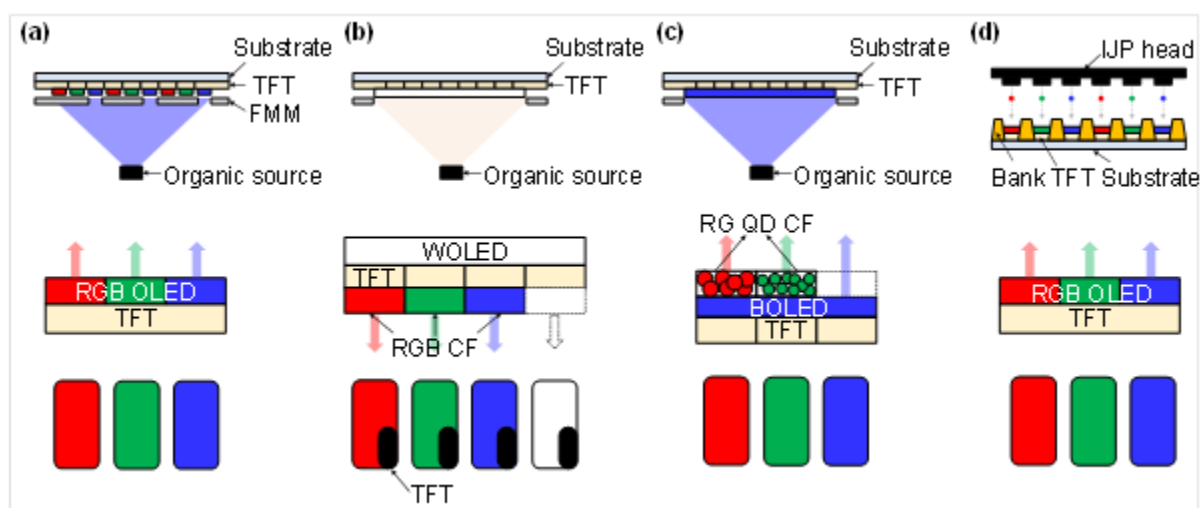 (a)
Substrate
TFT
FMM
Organic source
RGB OLED
TFT
(b)
Substrate
TFT
Organic source
WOLED
TFT
RGB CF
TFT
(c)
Substrate
TFT
Organic source
RG QD CF
BOLED
TFT
(d)
IJP head
Bank TFT Substrate
RGB OLED
TFT